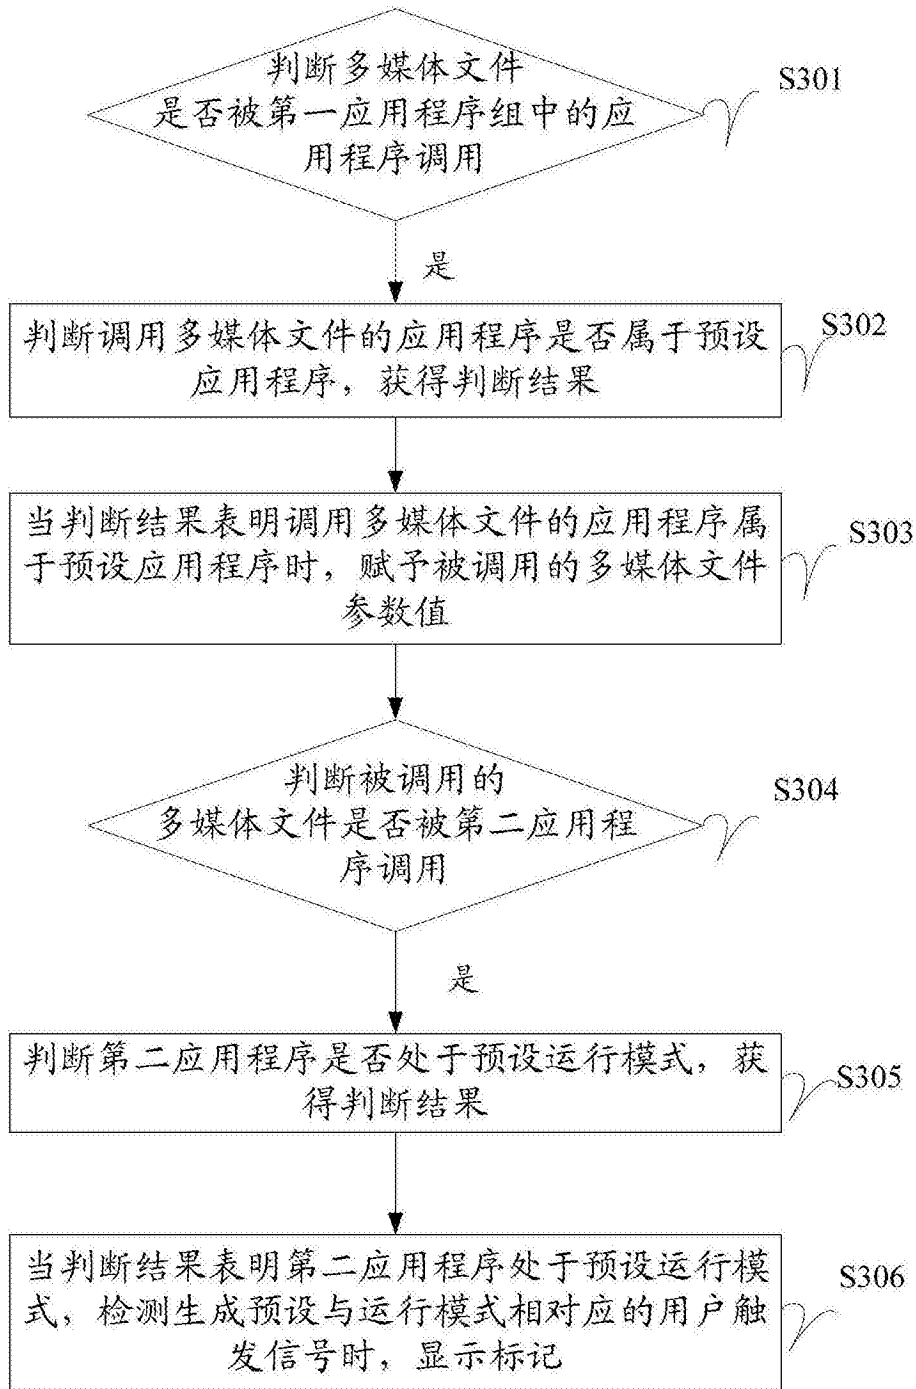 判断多媒体文件
是否被第一应用程序组中的应
用程序调用
S301
是
判断调用多媒体文件的应用程序是否属于预设
应用程序，获得判断结果
S302
当判断结果表明调用多媒体文件的应用程序属
于预设应用程序时，赋予被调用的多媒体文件
参数值
S303
判断被调用的
多媒体文件是否被第二应用程
序调用
S304
是
判断第二应用程序是否处于预设运行模式，获
得判断结果
S305
当判断结果表明第二应用程序处于预设运行模
式，检测生成预设与运行模式相对应的用户触
发信号时，显示标记
S306